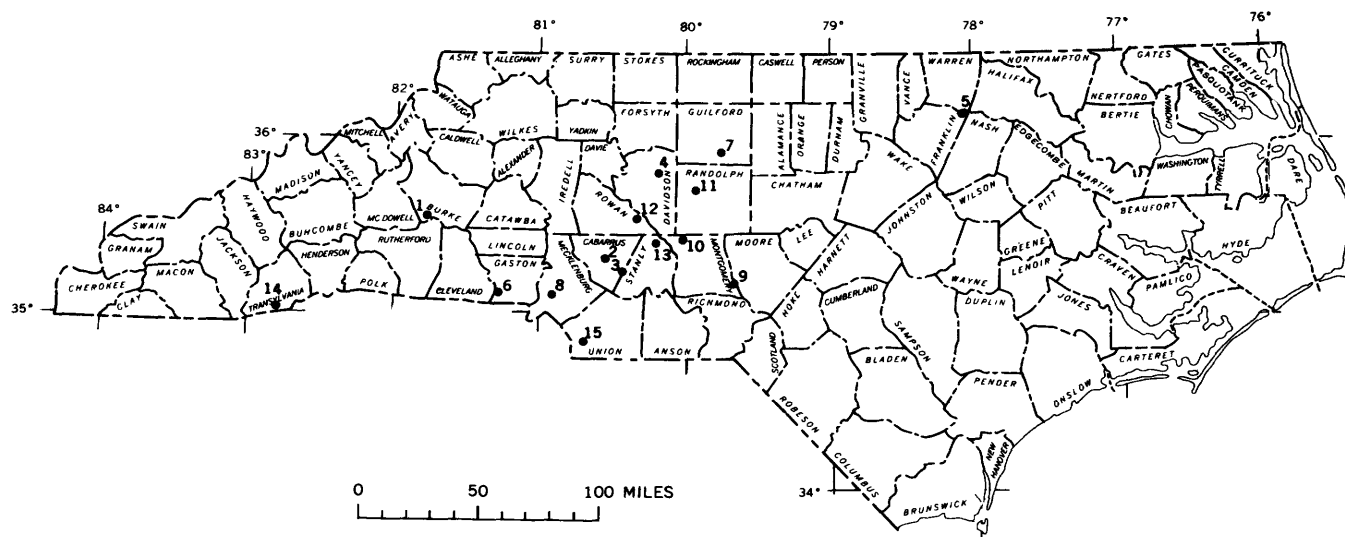 81° 80° 79° 78° 77° 76°
82°
36°
83°
84°
35°
34°
ASHE ALLEGHANY SURRY STOKES ROCKINGHAM CASWELL PERSON GRANVILLE VANCE WARREN NORTHAMPTON GATES CURRITUCK
CAMDEN
PASQUOTANK
PERQUIMANS
HALIFAX
HERTFORD
CHOWAN
BERTIE
WATAUGA
MITCHELL AVERY CALDWELL WILKES YADKIN FORSYTH GUILFORD ALAMANCE ORANGE DURHAM FRANKLIN 5 NASH EDGECOMBE
YANCEY ALEXANDER IREDELL DAVIE 4 DAVIDSON 7
MADISON
RANDOLPH
11
CHATHAM WAKE WILSON MARTIN WASHINGTON TYRRELL DARE
HAYWOOD
MC DOWELL 1 BURKE CATAWBA ROWAN 12
SWAIN
BUHCOMBE
JOHNSTON PITT BEAUFORT HYDE
GRAHAM JACKSON HENDERSON RUTHERFORD LINCOLN CABARRUS 2 13 10 MOORE LEE HARNETT
GASTON MECKLENBURG 3 STANLY MONTGOMERY 9
GREENE
LENOIR CRAVEN PAMLICO
WAYNE
CHEROKEE MACON
CLAY
14
TRANSYLVANIA POLK CLEVELAND 6 8
RICHMOND HOKE CUMBERLAND SAMPSON DUPLIN JONES
15
UNION ANSON SCOTLAND BLADEN CARTERET
PENDER ONSLOW
ROBESON
NEW HANOVER
COLUMBUS
BRUNSWICK
0 50 100 MILES